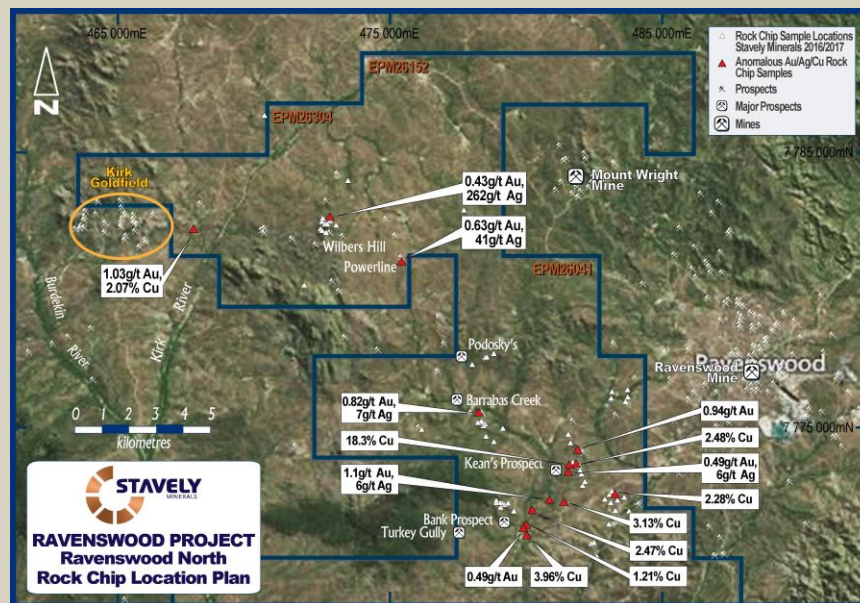 465 000mE
475 000mE
485 000mE
N
Rock Chip Sample Locations
Stavely Minerals 2016/2017
Anomalous Au/Ag/Cu Rock
Chip Samples
Prospects
Major Prospects
Mines
EPM26152
EPM26304
7 785 000mN
Kirk
Goldfield
Mount Wright
Mine
0.43g/t Au,
262g/t Ag
Wilbers Hill
0.63g/t Au,
41g/t Ag
Powerline
EPM26041
1.03g/t Au,
2.07% Cu
Burdekin
River
Kirk
River
Podosky's
Ravenswood
Ravenswood
Mine
Barrabas Creek
0.82g/t Au,
7g/t Ag
0.94g/t Au
7 775 000mN
0 1 2 3 4 5
kilometres
18.3% Cu
2.48% Cu
Kean's Prospect
0.49g/t Au,
6g/t Ag
1.1g/t Au,
6g/t Ag
2.28% Cu
3.13% Cu
Bank Prospect
Turkey Gully
2.47% Cu
0.49g/t Au
3.96% Cu
1.21% Cu
STAVELY
MINERALS
RAVENSWOOD PROJECT
Ravenswood North
Rock Chip Location Plan